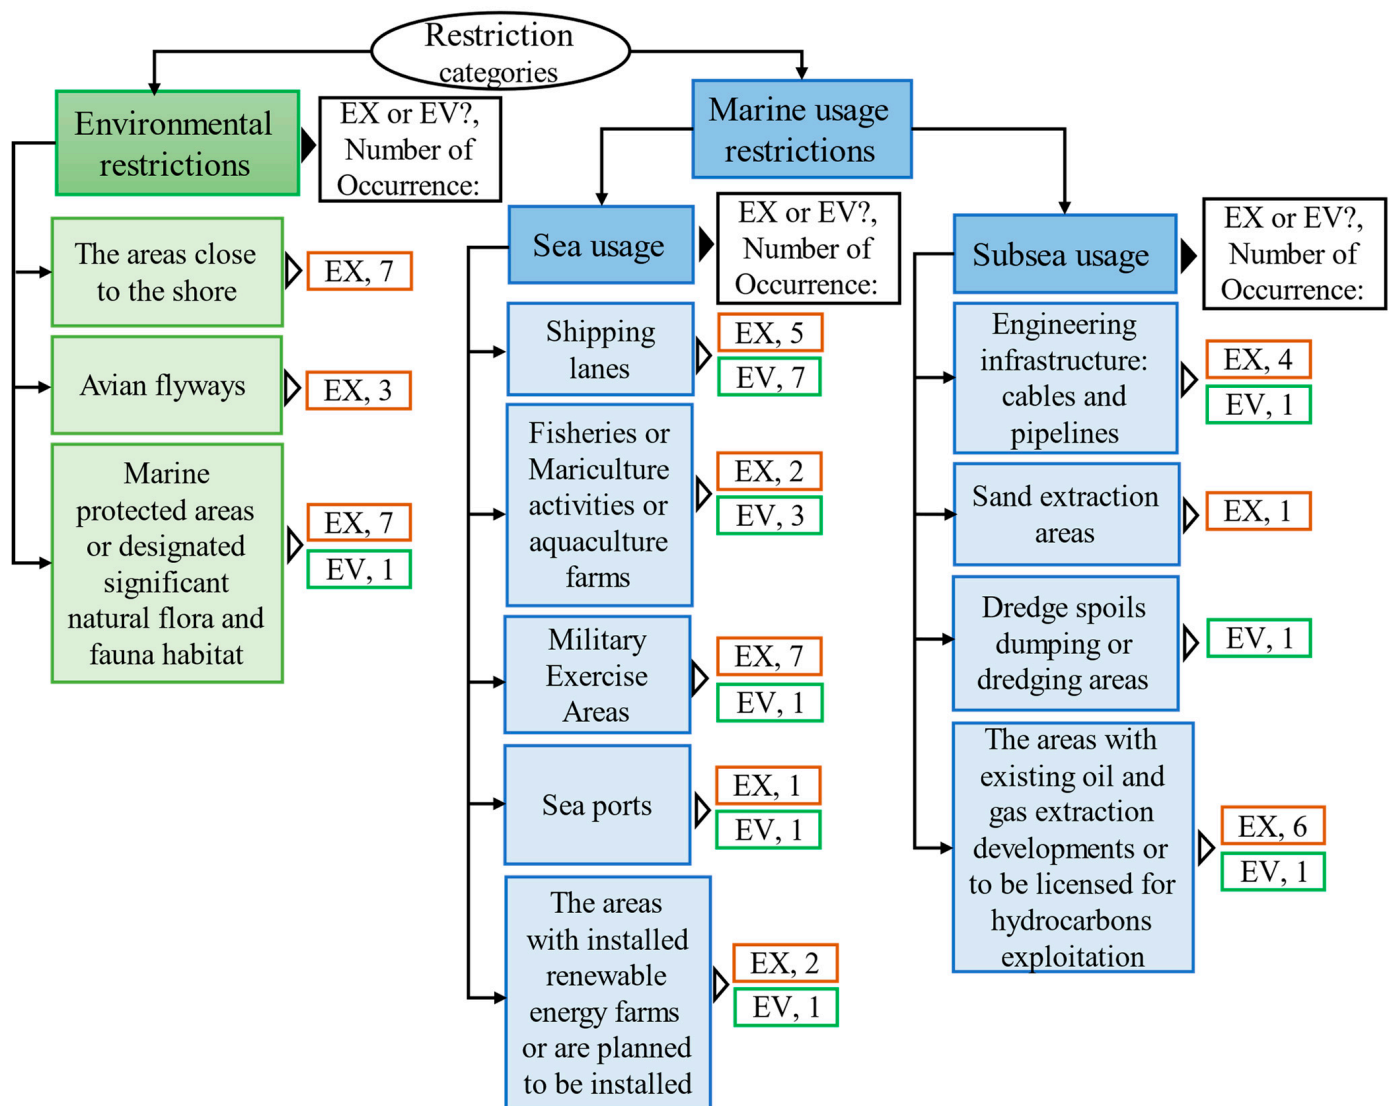 Restriction
categories
Environmental
restrictions
EX or EV?,
Number of
Occurrence:
The areas close
to the shore
EX, 7
Avian flyways
EX, 3
Marine
protected areas
or designated
significant
natural flora and
fauna habitat
EX, 7
EV, 1
Marine usage
restrictions
Sea usage
EX or EV?,
Number of
Occurrence:
Shipping
lanes
EX, 5
EV, 7
Fisheries or
Mariculture
activities or
aquaculture
farms
EX, 2
EV, 3
Military
Exercise
Areas
EX, 7
EV, 1
Sea ports
EX, 1
EV, 1
The areas
with installed
renewable
energy farms
or are planned
to be installed
EX, 2
EV, 1
Subsea usage
EX or EV?,
Number of
Occurrence:
Engineering
infrastructure:
cables and
pipelines
EX, 4
EV, 1
Sand extraction
areas
EX, 1
Dredge spoils
dumping or
dredging areas
EV, 1
The areas with
existing oil and
gas extraction
developments or
to be licensed for
hydrocarbons
exploitation
EX, 6
EV, 1